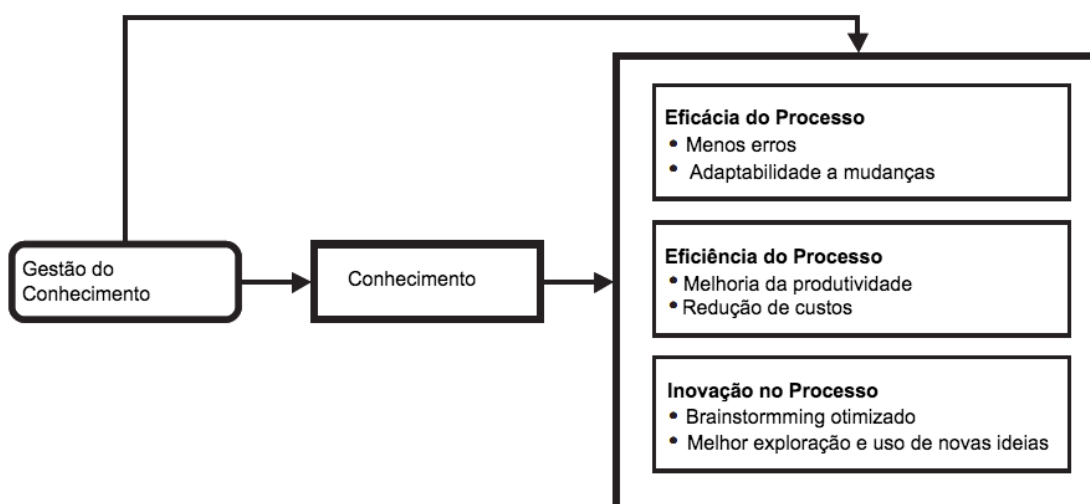 Gestão do
Conhecimento
Conhecimento
Eficácia do Processo
• Menos erros
• Adaptabilidade a mudanças
Eficiência do Processo
• Melhoria da produtividade
• Redução de custos
Inovação no Processo
• Brainstormming otimizado
• Melhor exploração e uso de novas ideias